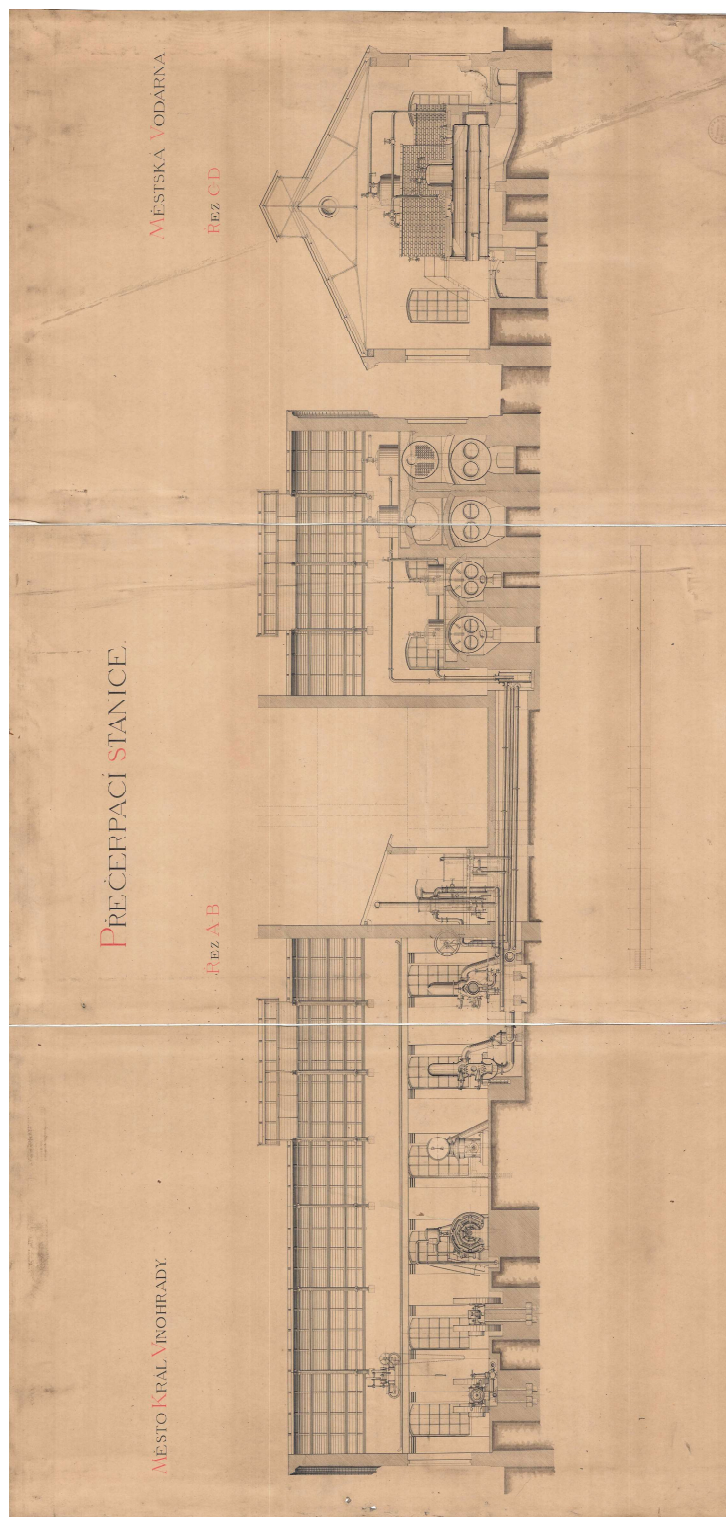 MĚSTO KRÁL. VINOHRADY.
PŘEČERPACÍ STANICE.
MĚSTSKÁ VODÁRNA
ŘEZ A B
ŘEZ C-D